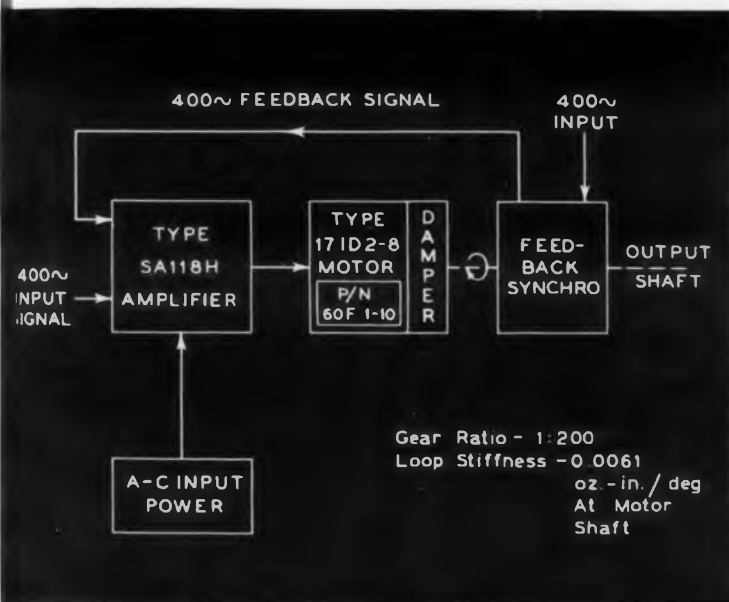 400~ FEEDBACK SIGNAL
400~
INPUT
TYPE
SA118H
AMPLIFIER
400~
INPUT
SIGNAL
TYPE
171D2-8
MOTOR
P/N
60F 1-10
DAMPER
FEED-
BACK
SYNCHRO
OUTPUT
SHAFT
A-C INPUT
POWER
Gear Ratio - 1:200
Loop Stiffness - 0.0061
oz.-in./deg
At Motor
Shaft